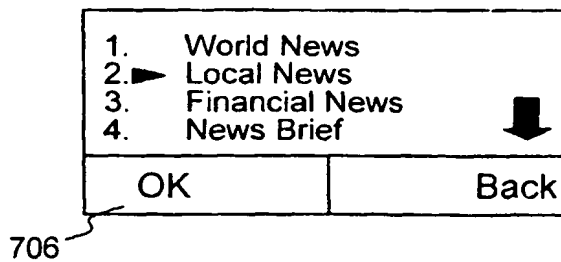 1. World News
2. Local News
3. Financial News
4. News Brief
OK Back
706